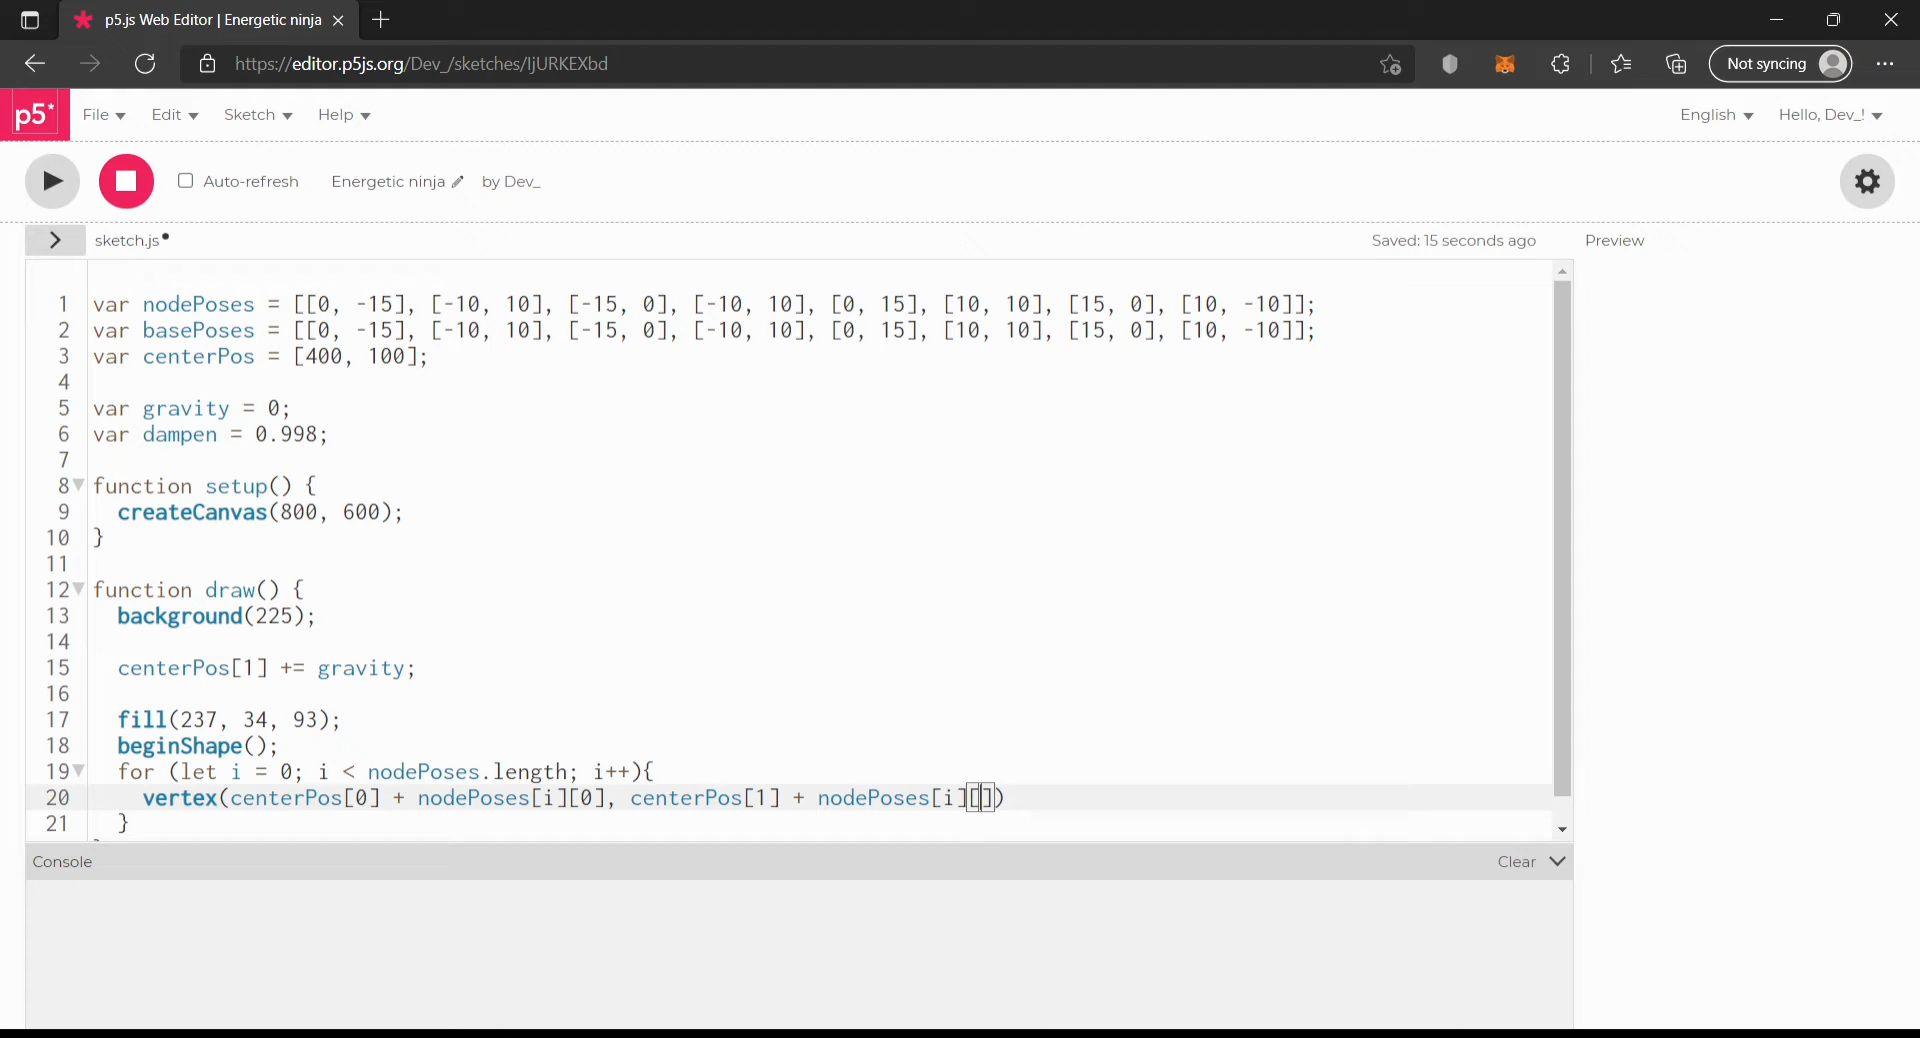 p5.js Web Editor | Energetic ninja
https://editor.p5js.org/Dev_/sketches/IjURKEXbd
Not syncing
p5* File Edit Sketch Help
English Hello, Dev_!
Auto-refresh Energetic ninja by Dev_
sketch.js Saved: 15 seconds ago Preview
1 var nodePoses = [[0, -15], [-10, 10], [-15, 0], [-10, 10], [0, 15], [10, 10], [15, 0], [10, -10]];
2 var basePoses = [[0, -15], [-10, 10], [-15, 0], [-10, 10], [0, 15], [10, 10], [15, 0], [10, -10]];
3 var centerPos = [400, 100];
4
5 var gravity = 0;
6 var dampen = 0.998;
7
8 function setup() {
9 createCanvas(800, 600);
10 }
11
12 function draw() {
13 background(225);
14
15 centerPos[1] += gravity;
16
17 fill(237, 34, 93);
18 beginShape();
19 for (let i = 0; i < nodePoses.length; i++){
20 vertex(centerPos[0] + nodePoses[i][0], centerPos[1] + nodePoses[i][])
21 }
Console Clear